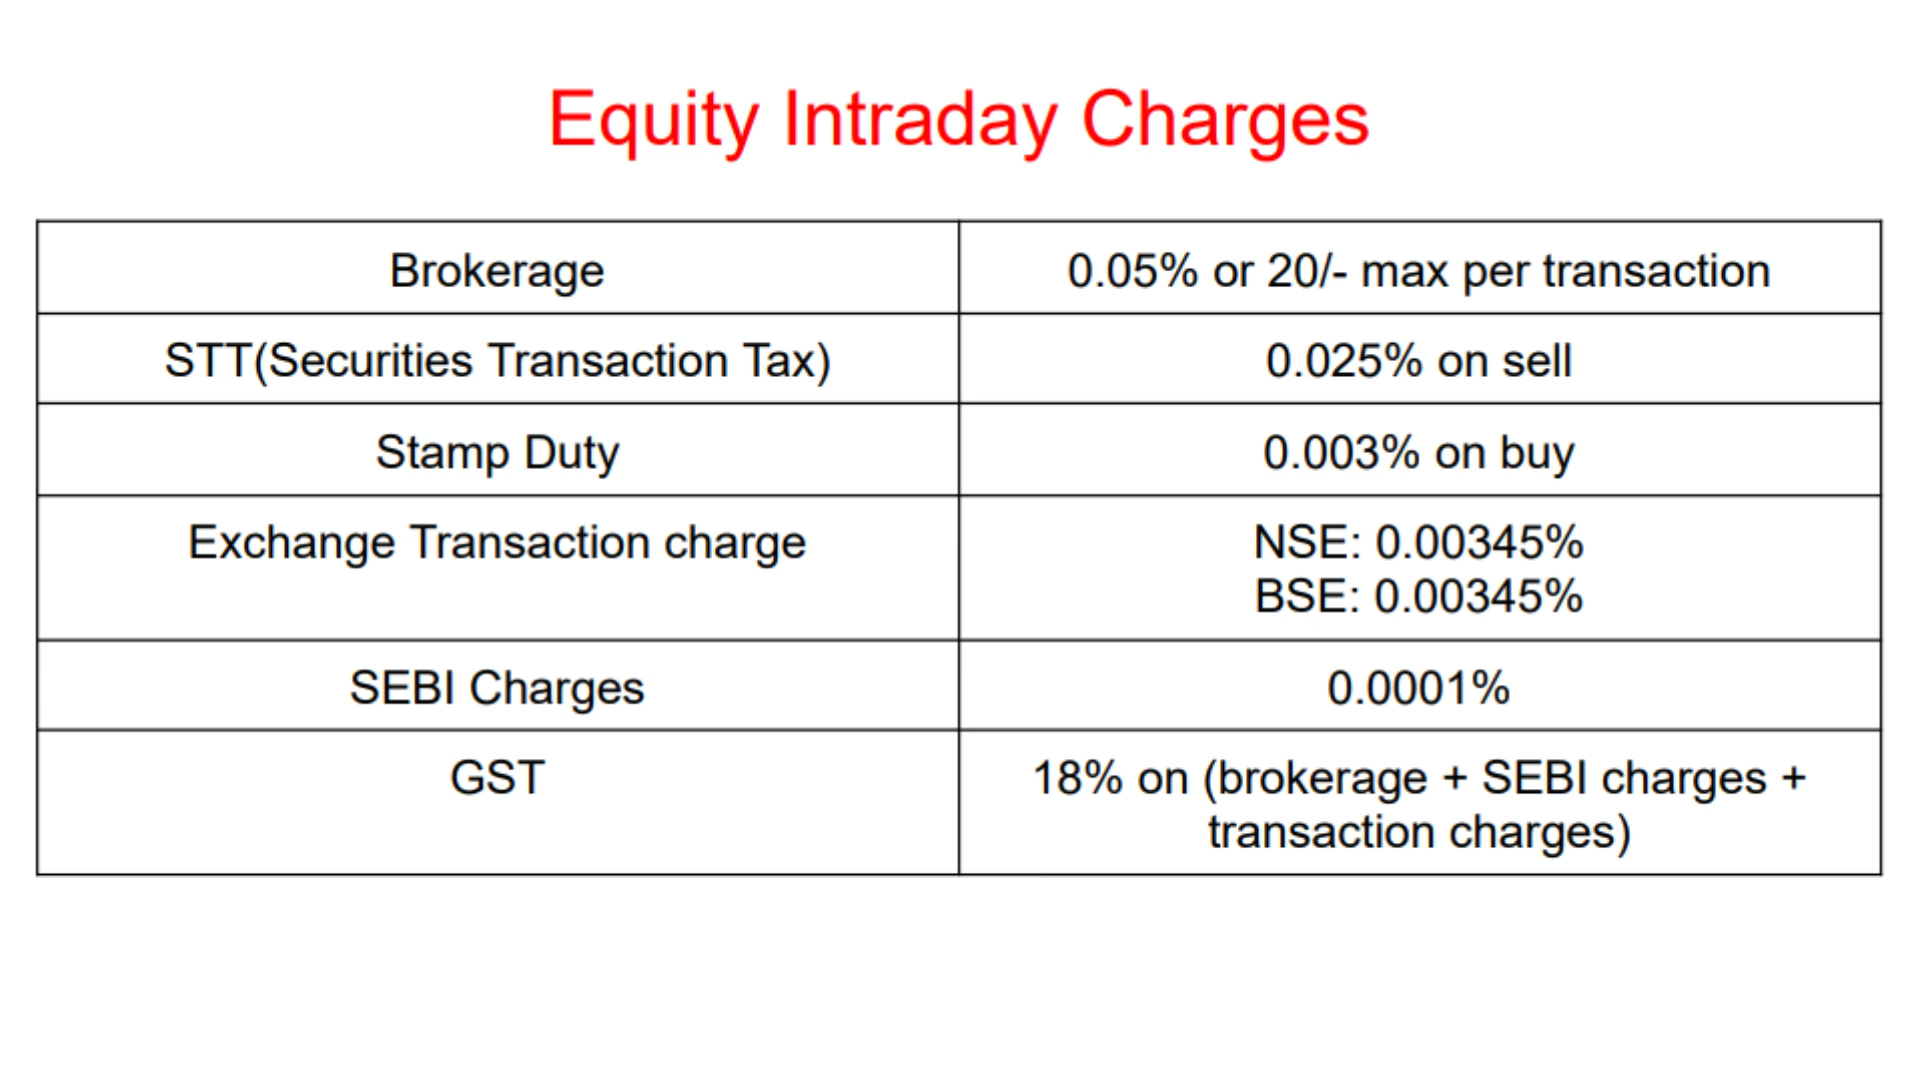 Equity Intraday Charges
Brokerage
0.05% or 20/- max per transaction
STT(Securities Transaction Tax)
0.025% on sell
Stamp Duty
0.003% on buy
Exchange Transaction charge
NSE: 0.00345%
BSE: 0.00345%
SEBI Charges
0.0001%
GST
18% on (brokerage + SEBI charges +
transaction charges)